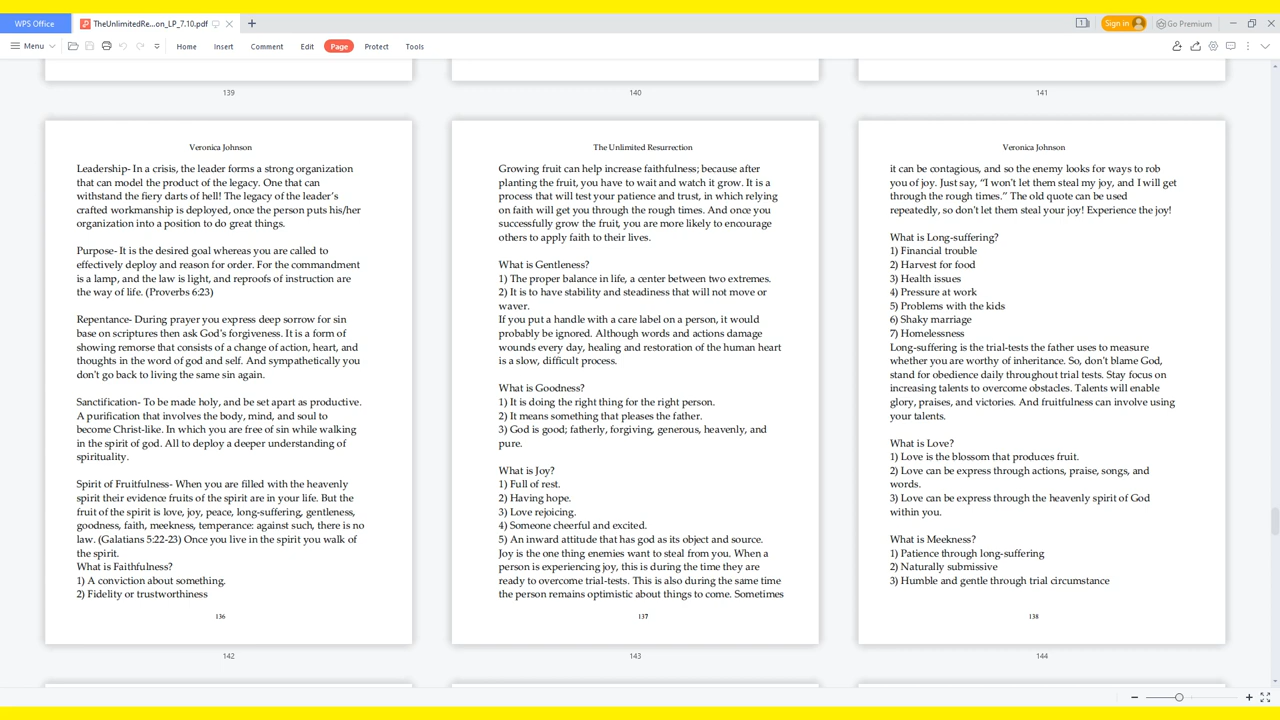 WPS Office
TheUnlimitedRe...on_LP_7.10.pdf
1
Sign in
Go Premium
Menu
Home
Insert
Comment
Edit
Page
Protect
Tools
139
140
141
Veronica Johnson
Leadership- In a crisis, the leader forms a strong organization
that can model the product of the legacy. One that can
withstand the fiery darts of hell! The legacy of the leader's
crafted workmanship is deployed, once the person puts his/her
organization into a position to do great things.
Purpose- It is the desired goal whereas you are called to
effectively deploy and reason for order. For the commandment
is a lamp, and the law is light, and reproofs of instruction are
the way of life. (Proverbs 6:23)
Repentance- During prayer you express deep sorrow for sin
base on scriptures then ask God's forgiveness. It is a form of
showing remorse that consists of a change of action, heart, and
thoughts in the word of god and self. And sympathetically you
don't go back to living the same sin again.
Sanctification- To be made holy, and be set apart as productive.
A purification that involves the body, mind, and soul to
become Christ-like. In which you are free of sin while walking
in the spirit of god. All to deploy a deeper understanding of
spirituality.
Spirit of Fruitfulness- When you are filled with the heavenly
spirit their evidence fruits of the spirit are in your life. But the
fruit of the spirit is love, joy, peace, long-suffering, gentleness,
goodness, faith, meekness, temperance: against such, there is no
law. (Galatians 5:22-23) Once you live in the spirit you walk of
the spirit.
What is Faithfulness?
1) A conviction about something.
2) Fidelity or trustworthiness
136
142
The Unlimited Resurrection
Growing fruit can help increase faithfulness; because after
planting the fruit, you have to wait and watch it grow. It is a
process that will test your patience and trust, in which relying
on faith will get you through the rough times. And once you
successfully grow the fruit, you are more likely to encourage
others to apply faith to their lives.
What is Gentleness?
1) The proper balance in life, a center between two extremes.
2) It is to have stability and steadiness that will not move or
waver.
If you put a handle with a care label on a person, it would
probably be ignored. Although words and actions damage
wounds every day, healing and restoration of the human heart
is a slow, difficult process.
What is Goodness?
1) It is doing the right thing for the right person.
2) It means something that pleases the father.
3) God is good; fatherly, forgiving, generous, heavenly, and
pure.
What is Joy?
1) Full of rest.
2) Having hope.
3) Love rejoicing.
4) Someone cheerful and excited.
5) An inward attitude that has god as its object and source.
Joy is the one thing enemies want to steal from you. When a
person is experiencing joy, this is during the time they are
ready to overcome trial-tests. This is also during the same time
the person remains optimistic about things to come. Sometimes
137
143
Veronica Johnson
it can be contagious, and so the enemy looks for ways to rob
you of joy. Just say, "I won't let them steal my joy, and I will get
through the rough times." The old quote can be used
repeatedly, so don't let them steal your joy! Experience the joy!
What is Long-suffering?
1) Financial trouble
2) Harvest for food
3) Health issues
4) Pressure at work
5) Problems with the kids
6) Shaky marriage
7) Homelessness
Long-suffering is the trial-tests the father uses to measure
whether you are worthy of inheritance. So, don't blame God,
stand for obedience daily throughout trial tests. Stay focus on
increasing talents to overcome obstacles. Talents will enable
glory, praises, and victories. And fruitfulness can involve using
your talents.
What is Love?
1) Love is the blossom that produces fruit.
2) Love can be express through actions, praise, songs, and
words.
3) Love can be express through the heavenly spirit of God
within you.
What is Meekness?
1) Patience through long-suffering
2) Naturally submissive
3) Humble and gentle through trial circumstance
138
144